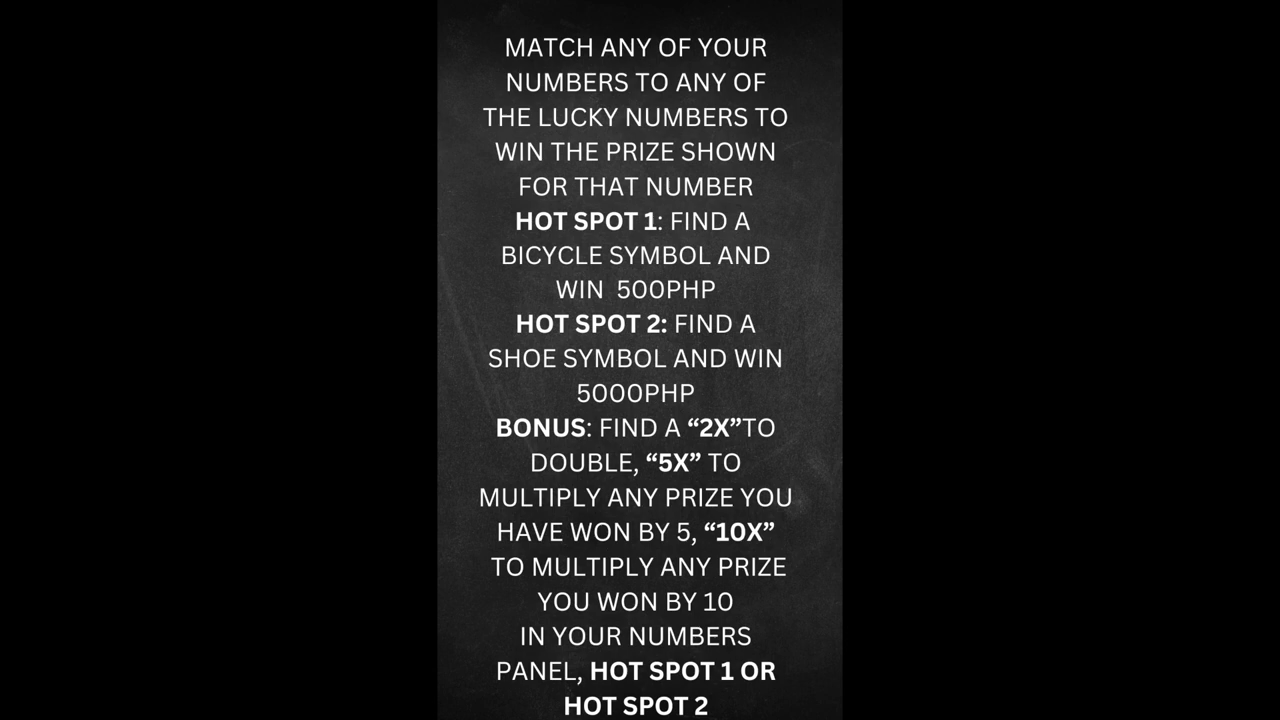 MATCH ANY OF YOUR
NUMBERS TO ANY OF
THE LUCKY NUMBERS TO
WIN THE PRIZE SHOWN
FOR THAT NUMBER
HOT SPOT 1: FIND A
BICYCLE SYMBOL AND
WIN 500PHP
HOT SPOT 2: FIND A
SHOE SYMBOL AND WIN
5000PHP
BONUS: FIND A “2X”TO
DOUBLE, “5X” TO
MULTIPLY ANY PRIZE YOU
HAVE WON BY 5, “10X”
TO MULTIPLY ANY PRIZE
YOU WON BY 10
IN YOUR NUMBERS
PANEL, HOT SPOT 1 OR
HOT SPOT 2